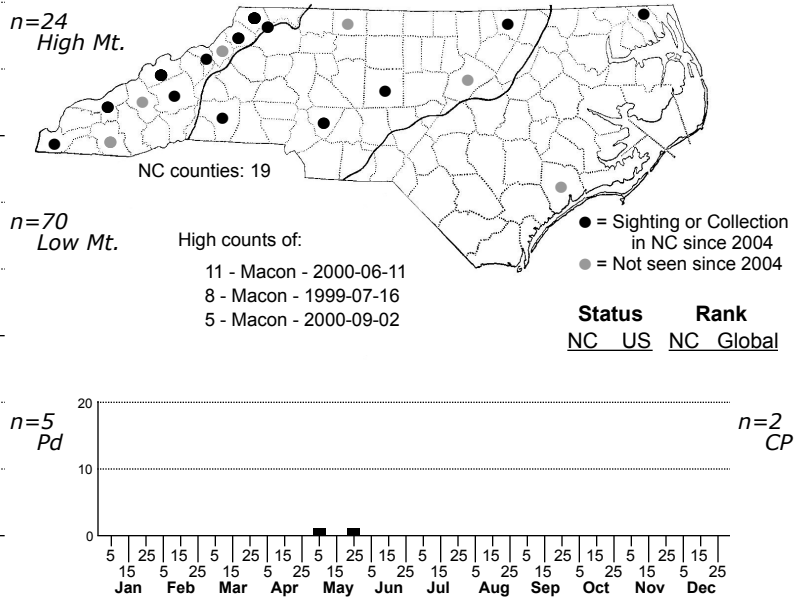 n=24
High Mt.
NC counties: 19
n=70
Low Mt.
High counts of:
11 - Macon - 2000-06-11
8 - Macon - 1999-07-16
5 - Macon - 2000-09-02
= Sighting or Collection
in NC since 2004
= Not seen since 2004
Status Rank
NC US NC Global
n=5
Pd
n=2
CP
20
10
0
5 25 15 5 25 15 5 25 15 5 25 15 5 25 15 5 25 15
15 5 25 15 5 25 15 5 25 15 5 25 15 5 25 15 5 25
Jan Feb Mar Apr May Jun Jul Aug Sep Oct Nov Dec